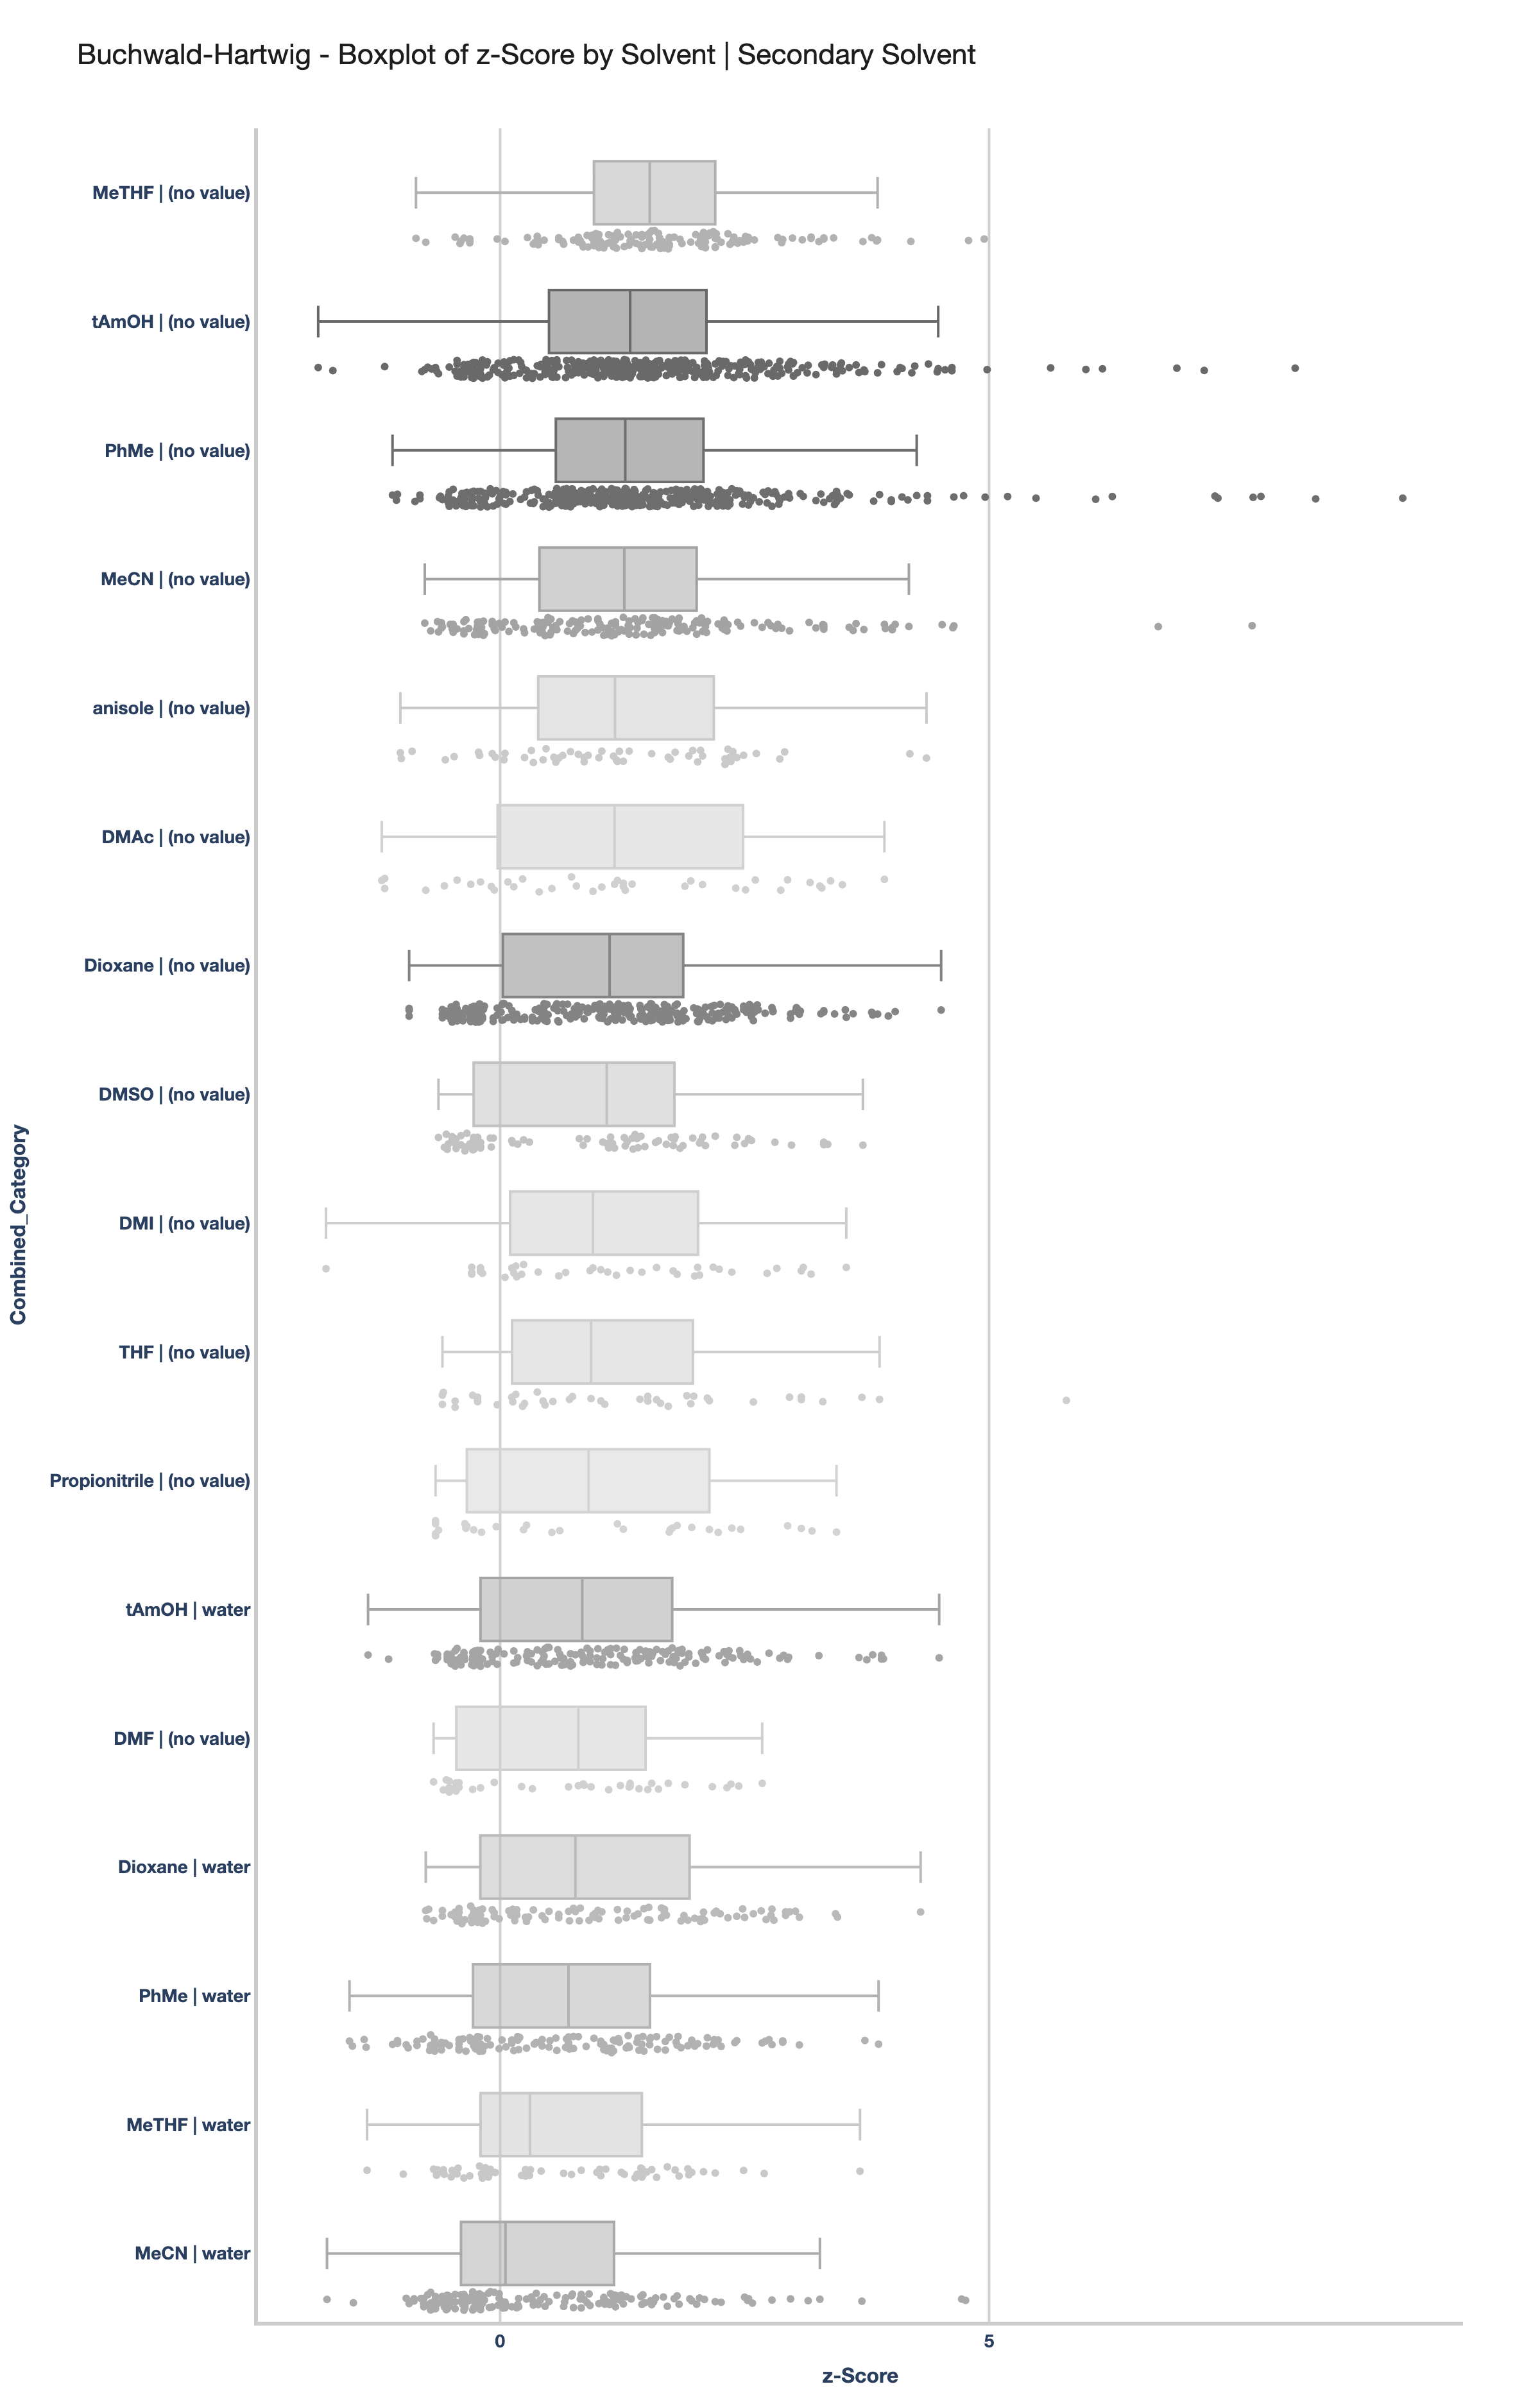 Buchwald-Hartwig - Boxplot of z-Score by Solvent | Secondary Solvent
MeTHF | (no value)
tAmOH | (no value)
PhMe | (no value)
MeCN | (no value)
anisole | (no value)
DMAc | (no value)
Dioxane | (no value)
DMSO | (no value)
DMI | (no value)
THF | (no value)
Propionitrile | (no value)
tAmOH | water
DMF | (no value)
Dioxane | water
PhMe | water
MeTHF | water
MeCN | water
Combined_Category
0
5
z-Score